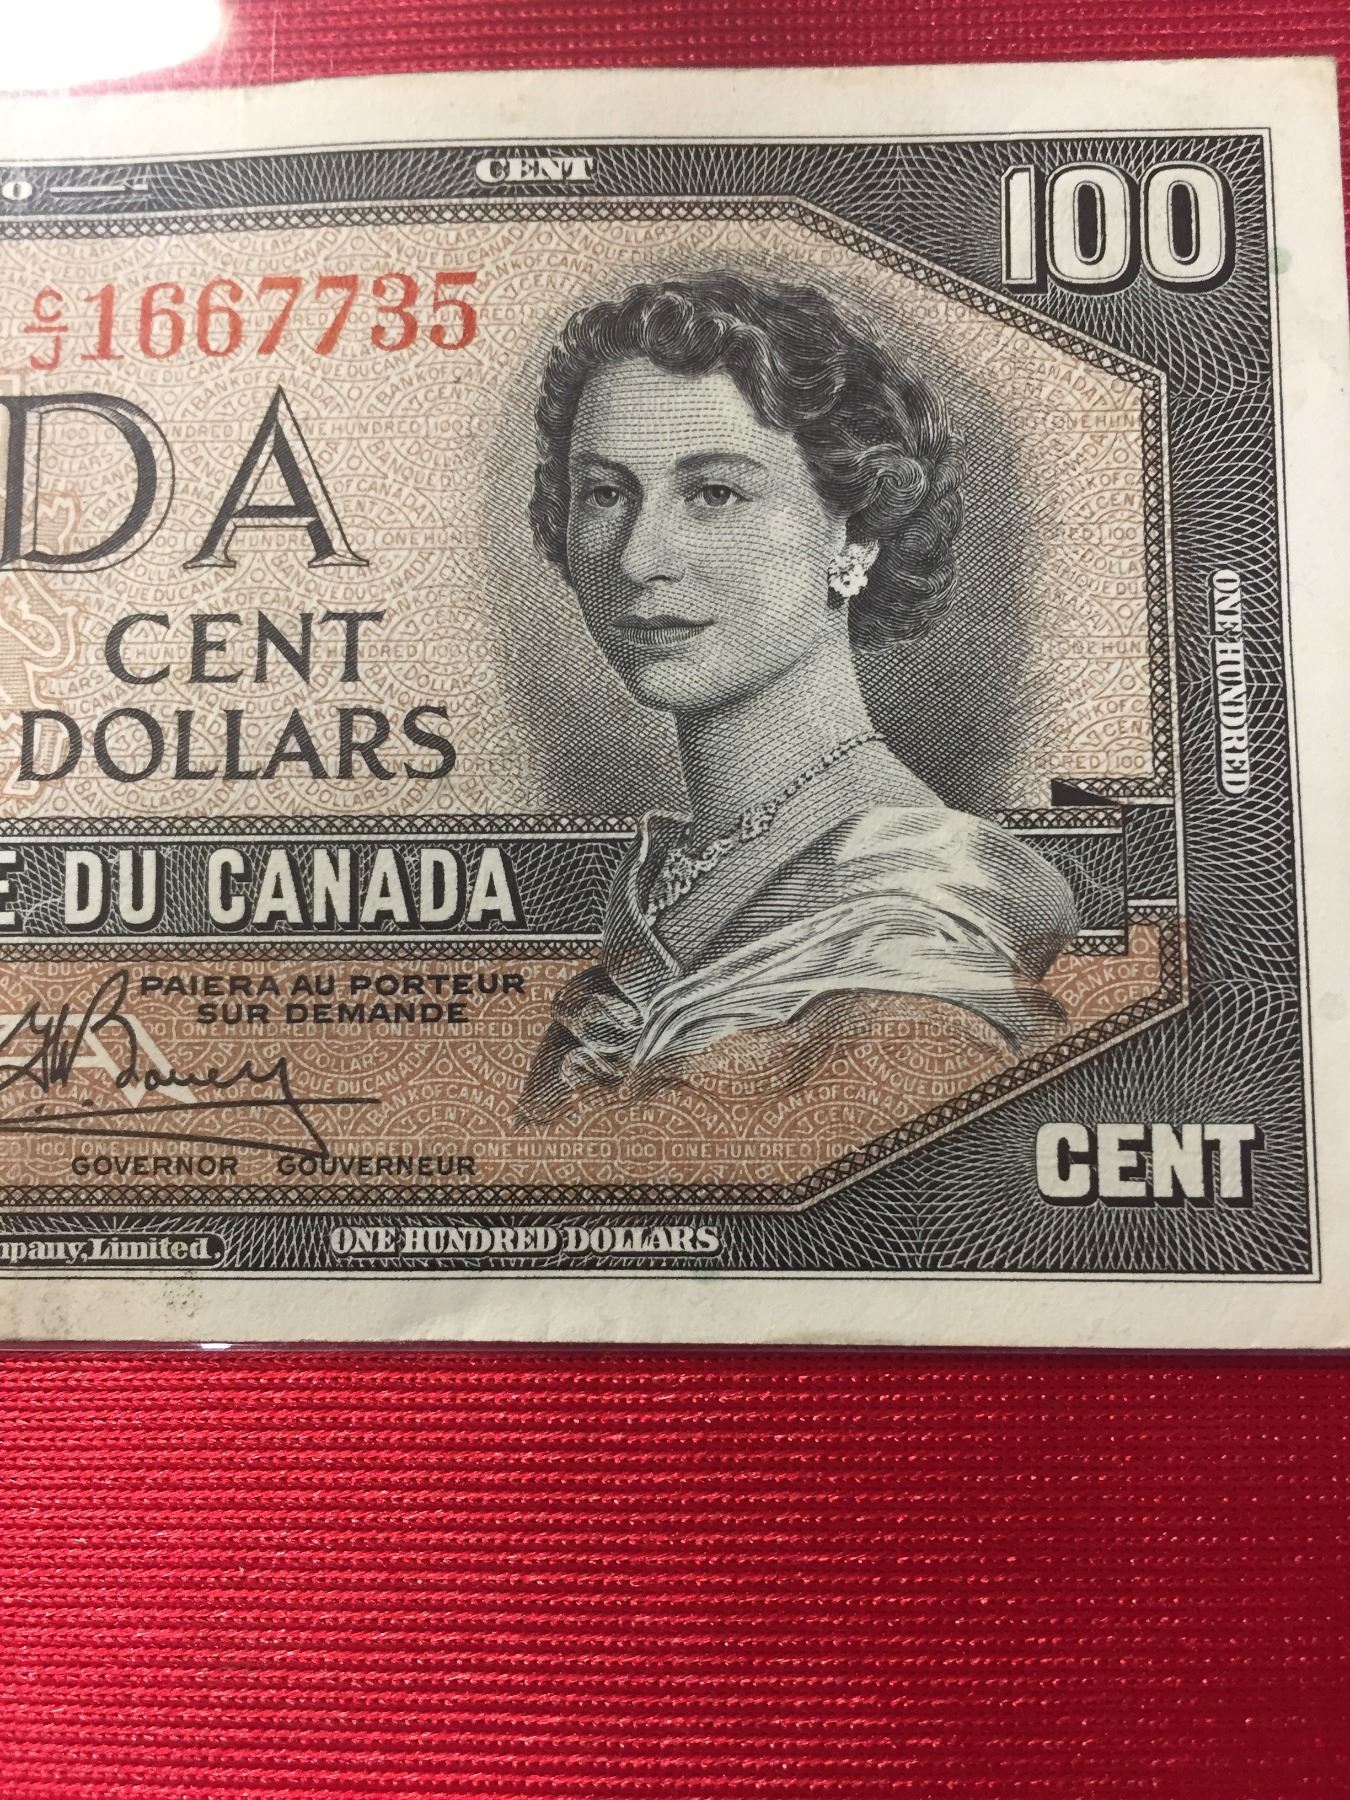 CENT
100
C/J 1667735
DA
CENT
DOLLARS
ONE HUNDRED
E DU CANADA
PAIERA AU PORTEUR
SUR DEMANDE
GOVERNOR GOUVERNEUR
CENT
mpany, Limited.
ONE HUNDRED DOLLARS